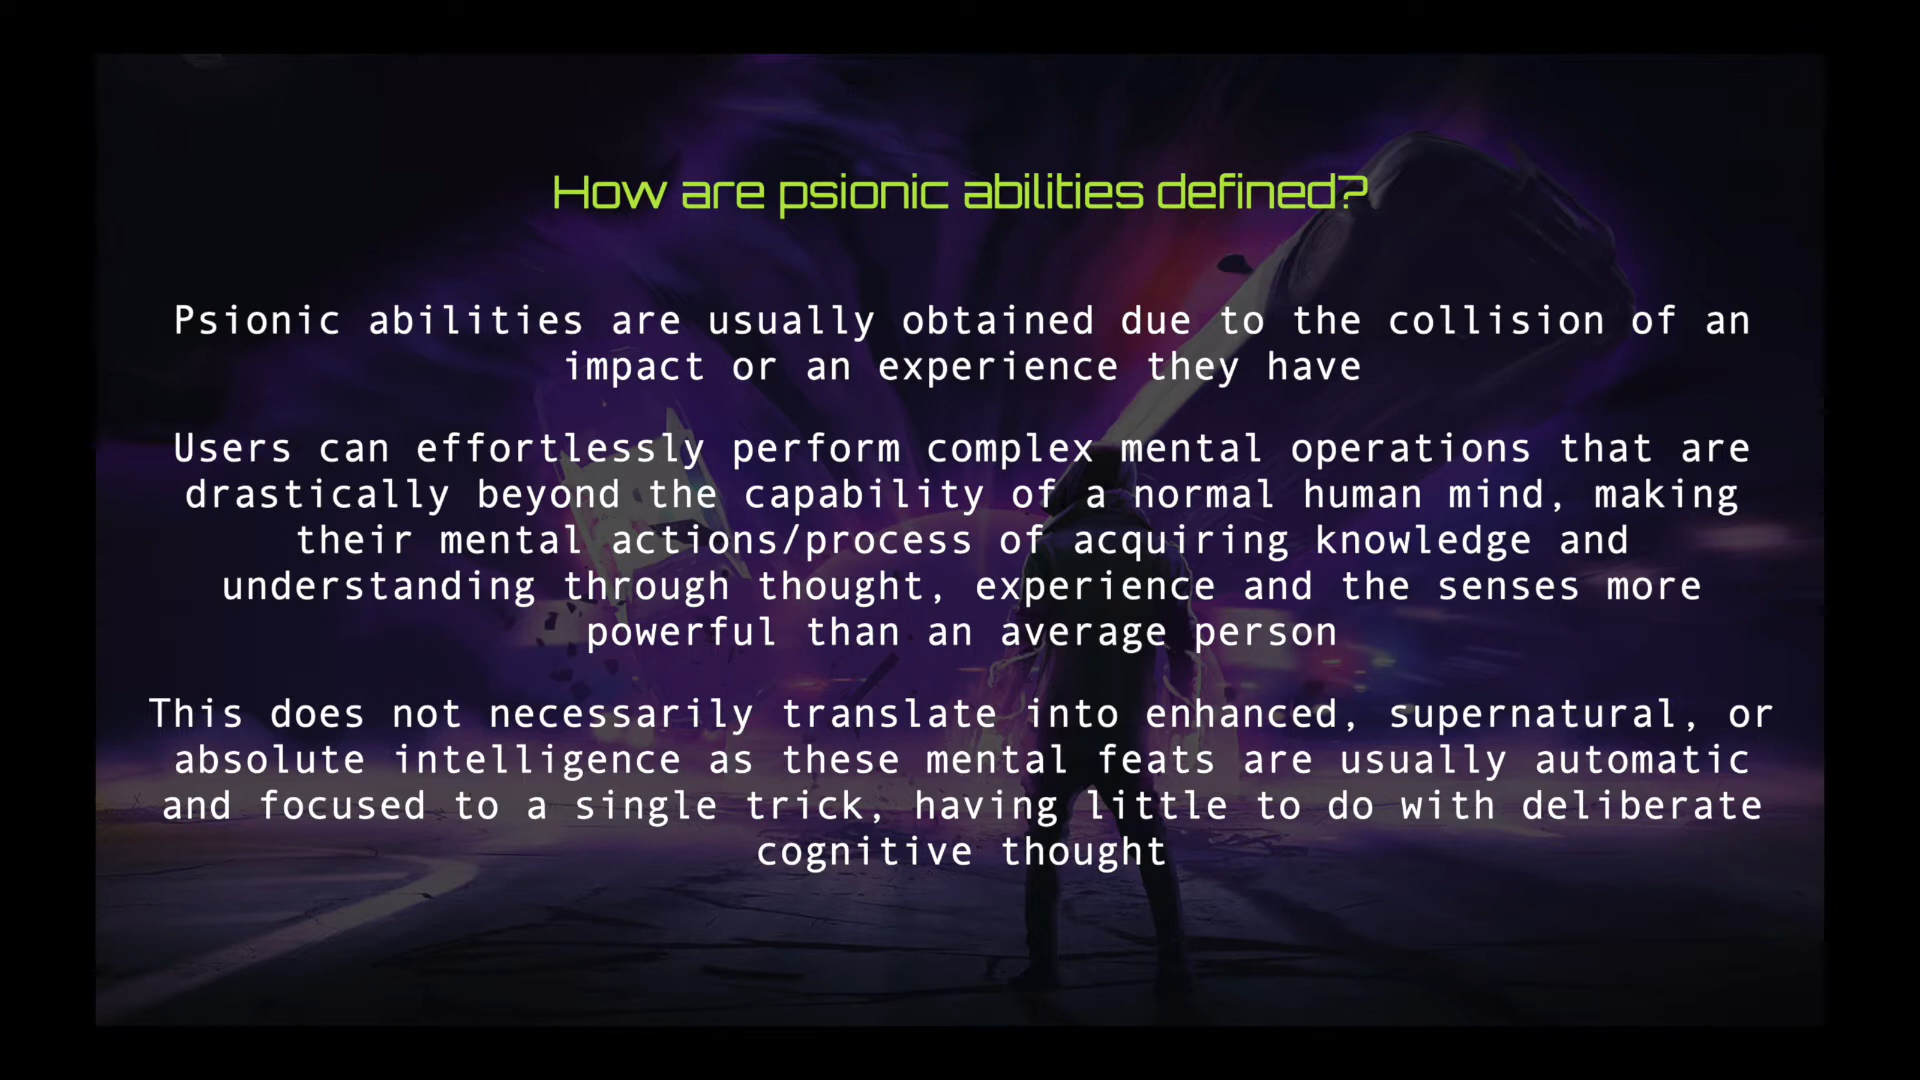 How are psionic abilities defined?
Psionic abilities are usually obtained due to the collision of an
impact or an experience they have
Users can effortlessly perform complex mental operations that are
drastically beyond the capability of a normal human mind, making
their mental actions/process of acquiring knowledge and
understanding through thought, experience and the senses more
powerful than an average person
This does not necessarily translate into enhanced, supernatural, or
absolute intelligence as these mental feats are usually automatic
and focused to a single trick, having little to do with deliberate
cognitive thought